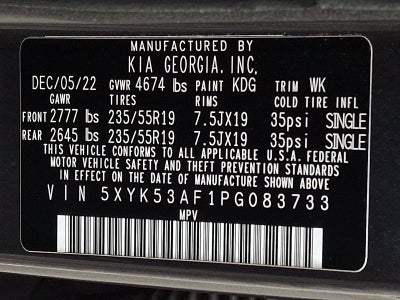 MANUFACTURED BY
KIA GEORGIA, INC.
DEC/05/22 GVWR 4674 lbs PAINT KDG TRIM WK
GAWR TIRES RIMS COLD TIRE INFL
FRONT 2777 lbs 235/55R19 7.5JX19 35psi SINGLE
REAR 2645 lbs 235/55R19 7.5JX19 35psi SINGLE
THIS VEHICLE CONFORMS TO ALL APPLICABLE U.S.A. FEDERAL
MOTOR VEHICLE SAFETY AND THEFT PREVENTION STANDARDS
IN EFFECT ON THE DATE OF MANUFACTURE SHOWN ABOVE
VIN 5XYK53AF1PG083733
MPV